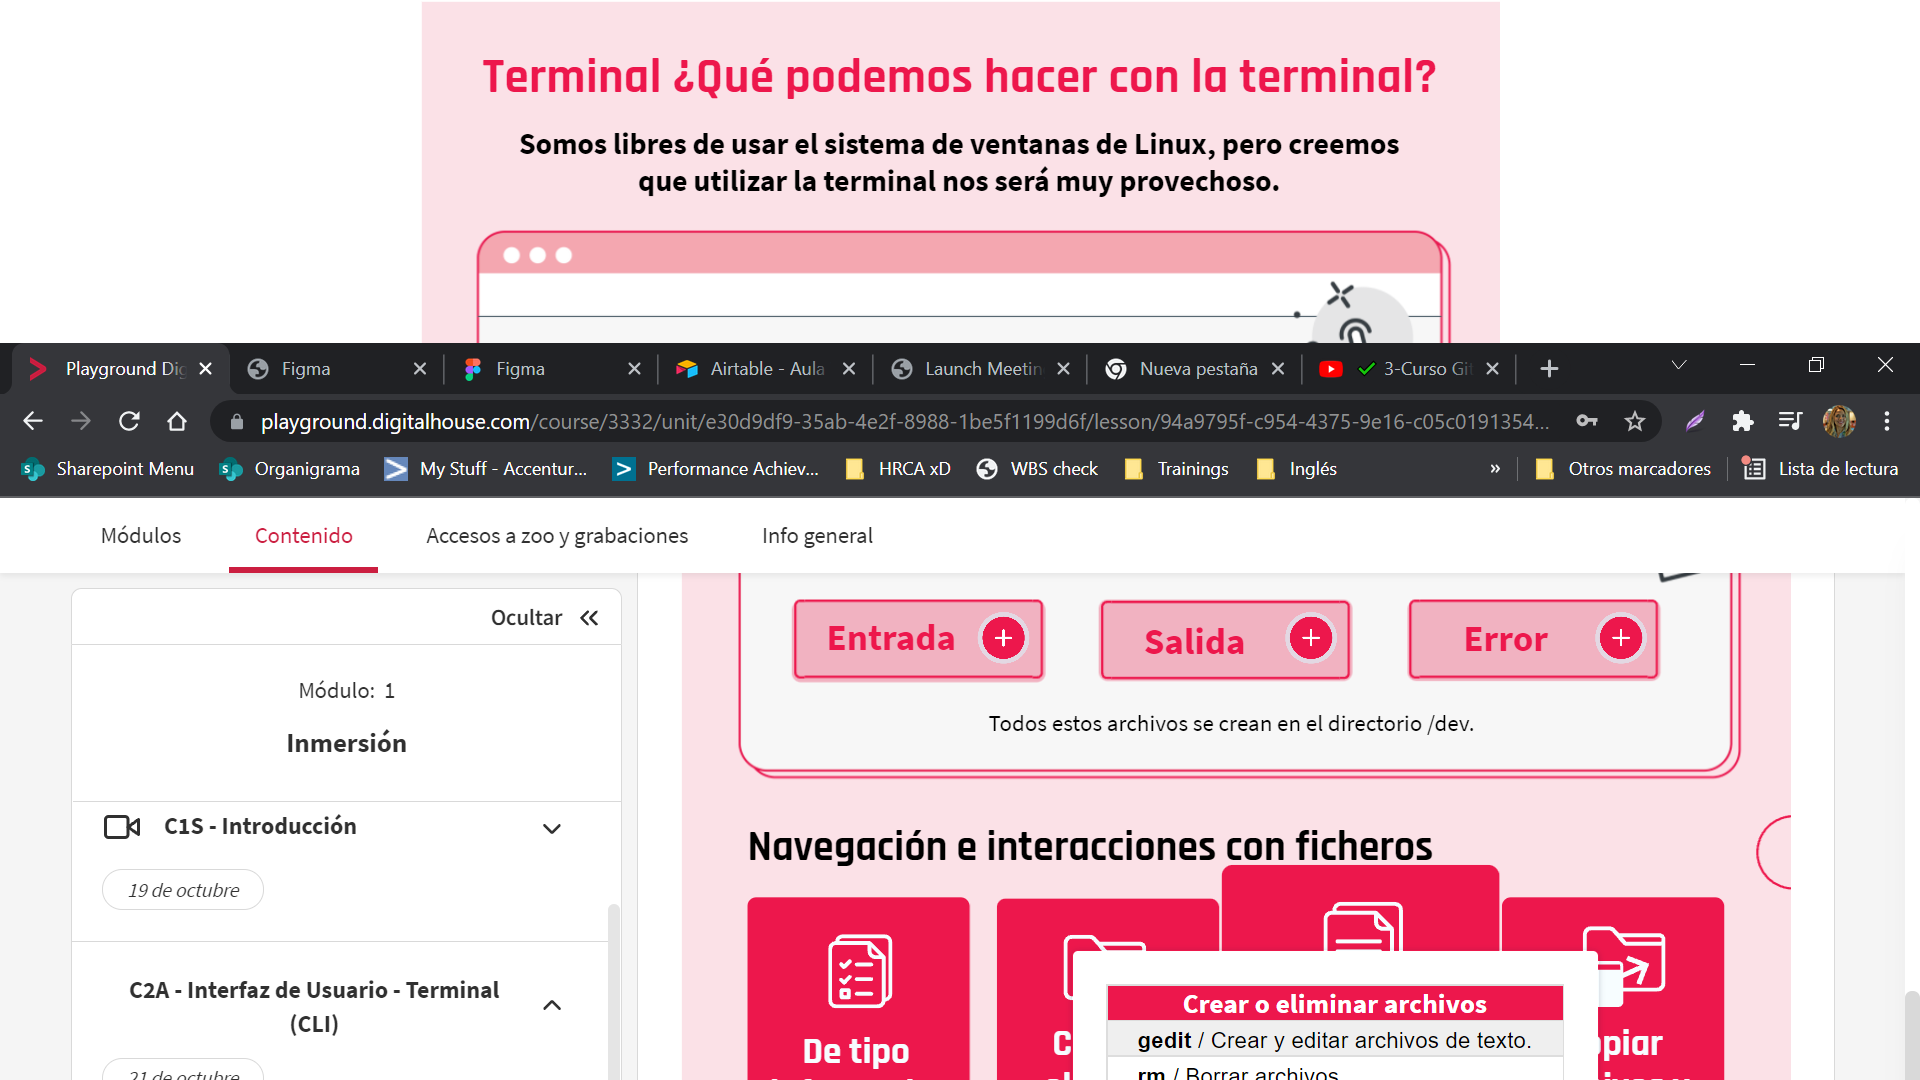 Terminal ¿Qué podemos hacer con la terminal?
Somos libres de usar el sistema de ventanas de Linux, pero creemos
que utilizar la terminal nos será muy provechoso.
Playground Dig
Figma
Figma
Airtable - Aula
Launch Meetin
Nueva pestaña
3-Curso Git
playground.digitalhouse.com/course/3332/unit/e30d9df9-35ab-4e2f-8988-1be5f1199d6f/lesson/94a9795f-c954-4375-9e16-c05c0191354...
Sharepoint Menu
Organigrama
My Stuff - Accentur...
Performance Achiev...
HRCA xD
WBS check
Trainings
Inglés
»
Otros marcadores
Lista de lectura
Módulos
Contenido
Accesos a zoo y grabaciones
Info general
Ocultar
Módulo: 1
Inmersión
C1S - Introducción
19 de octubre
C2A - Interfaz de Usuario - Terminal
(CLI)
21 de octubre
Entrada
Salida
Error
Todos estos archivos se crean en el directorio /dev.
Navegación e interacciones con ficheros
De tipo
C
opiar
Crear o eliminar archivos
gedit / Crear y editar archivos de texto.
rm / Borrar archivos